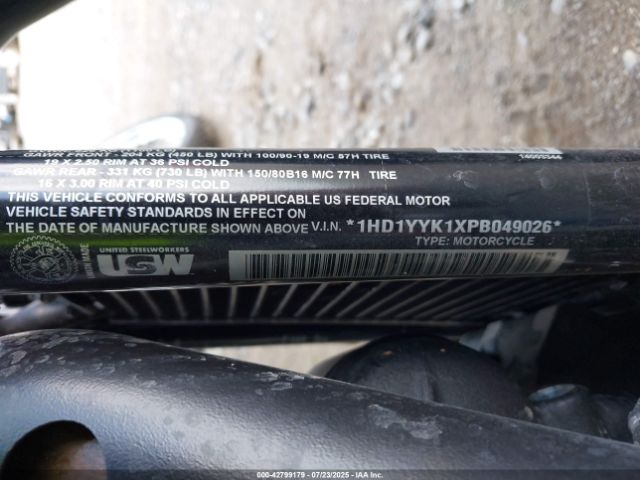 GAWR FRONT - 204 KG (450 LB) WITH 100/90-19 M/C 57H TIRE
19 X 2.50 RIM AT 36 PSI COLD
GAWR REAR - 331 KG (730 LB) WITH 150/80B16 M/C 77H TIRE
16 X 3.00 RIM AT 40 PSI COLD
THIS VEHICLE CONFORMS TO ALL APPLICABLE US FEDERAL MOTOR
VEHICLE SAFETY STANDARDS IN EFFECT ON
THE DATE OF MANUFACTURE SHOWN ABOVE V.I.N. *1HD1YYK1XPB049026*
TYPE: MOTORCYCLE
UNITED STEELWORKERS
USW
000-42799179 07/23/2025 IAAI.COM